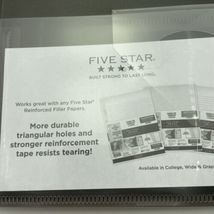 FIVE STAR®
BUILT STRONG TO LAST LONG.
Works great with any Five Star®
Reinforced Filler Papers.
More durable
triangular holes and
stronger reinforcement
tape resists tearing!
Available in College, Wide & Grap